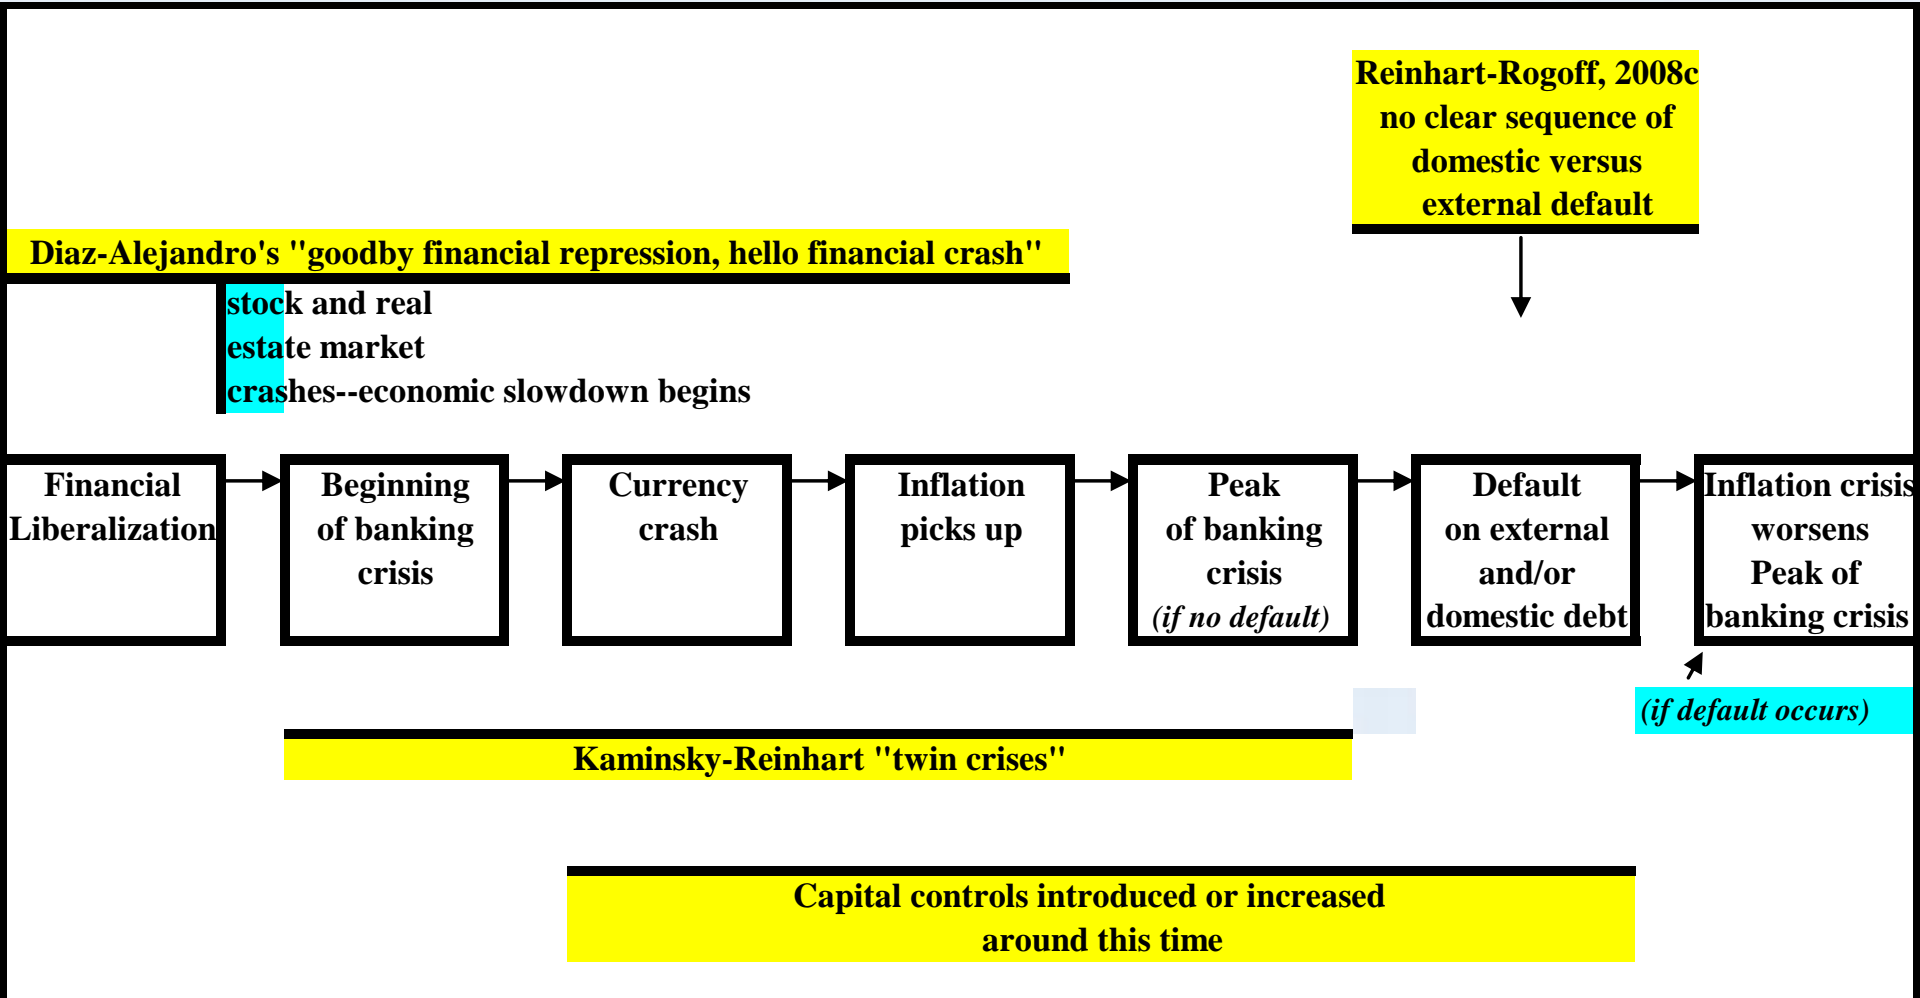 Reinhart-Rogoff, 2008c
no clear sequence of
domestic versus
external default
Diaz-Alejandro's "goodby financial repression, hello financial crash"
stock and real
estate market
crashes--economic slowdown begins
Financial
Liberalization
Beginning
of banking
crisis
Currency
crash
Inflation
picks up
Peak
of banking
crisis
(if no default)
Default
on external
and/or
domestic debt
Inflation crisis
worsens
Peak of
banking crisis
(if default occurs)
Kaminsky-Reinhart "twin crises"
Capital controls introduced or increased
around this time